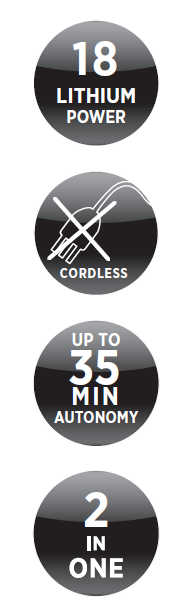 18
LITHIUM
POWER
CORDLESS
UP TO
35
MIN
AUTONOMY
2
IN
ONE